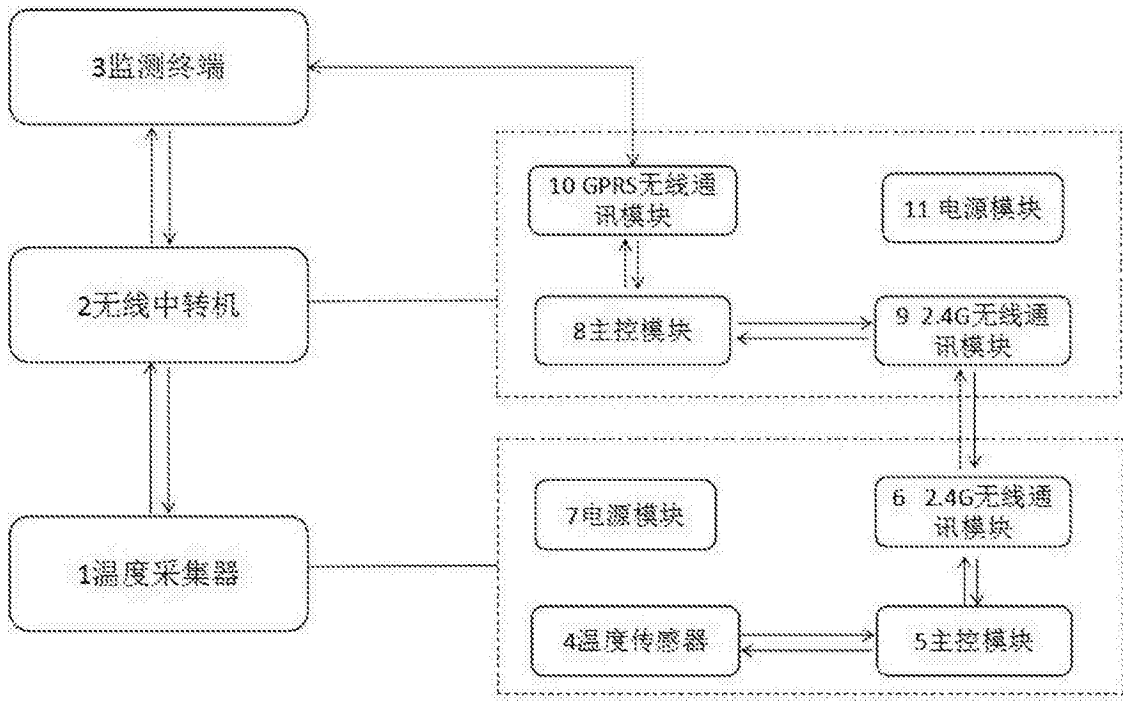 3监测终端
10 GPRS无线通
讯模块
11 电源模块
2无线中转机
8主控模块
9 2.4G无线通
讯模块
7电源模块
6 2.4G无线通
讯模块
1温度采集器
4温度传感器
5主控模块